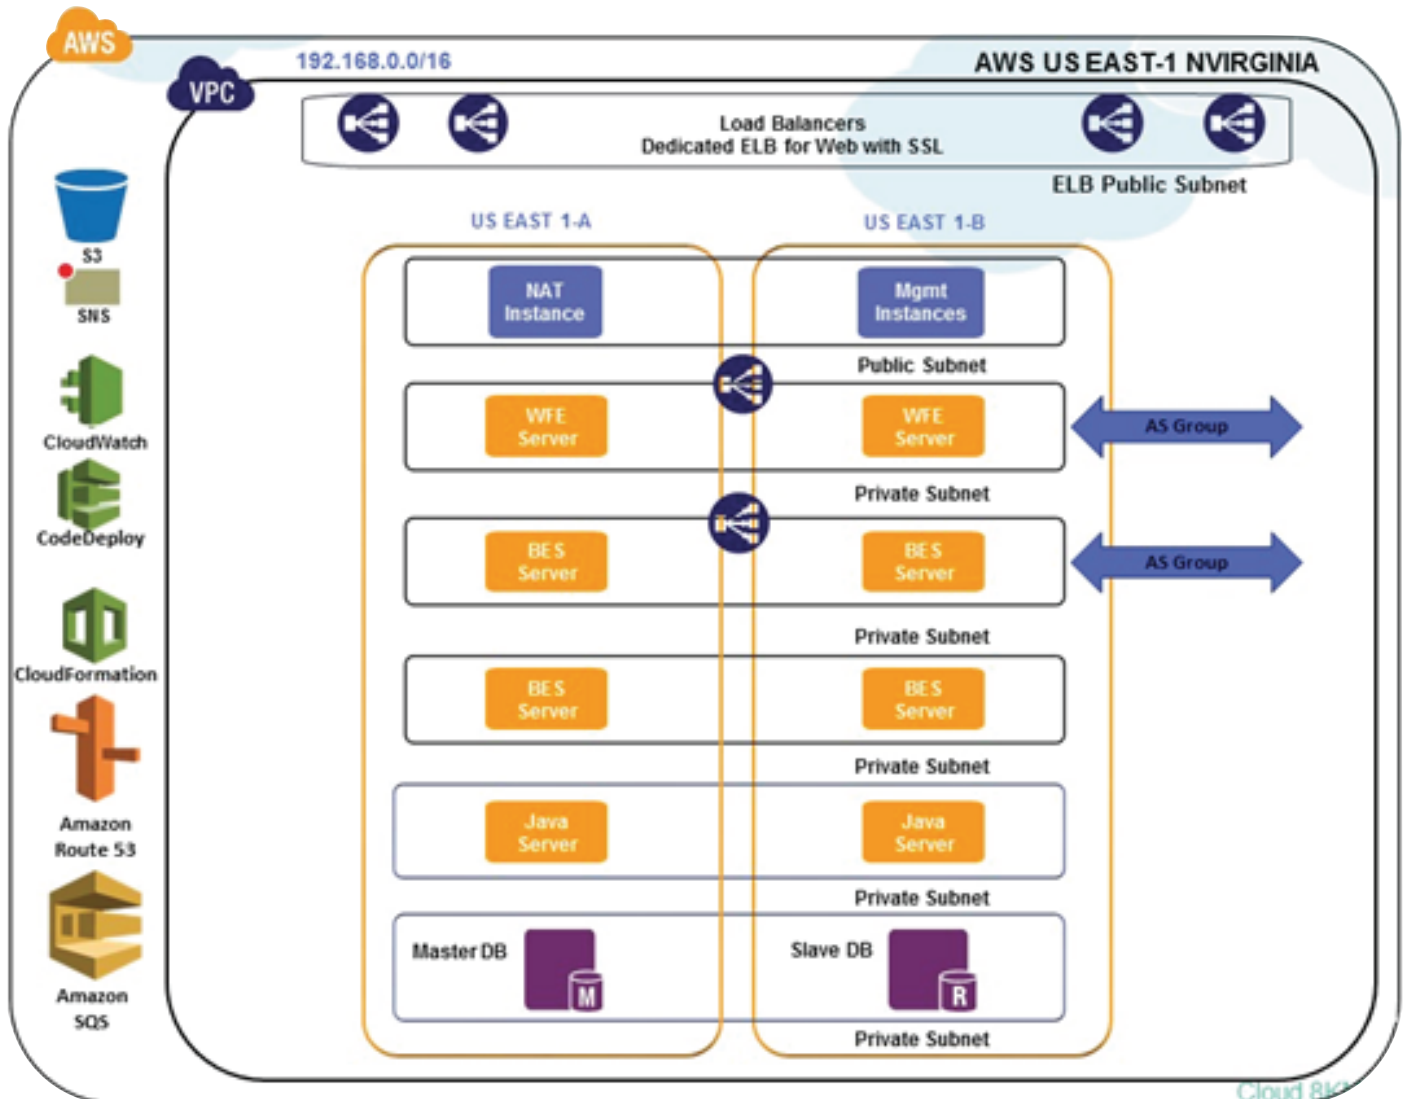 AWS
192.168.0.0/16
AWS US EAST-1 NVIRGINIA
VPC
Load Balancers
Dedicated ELB for Web with SSL
ELB Public Subnet
US EAST 1-A
US EAST 1-B
S3
SNS
CloudWatch
CodeDeploy
CloudFormation
Amazon
Route 53
Amazon
SQS
NAT
Instance
Mgmt
Instances
Public Subnet
WFE
Server
WFE
Server
AS Group
Private Subnet
BES
Server
BES
Server
AS Group
Private Subnet
BES
Server
BES
Server
Private Subnet
Java
Server
Java
Server
Private Subnet
Master DB
M
Slave DB
R
Private Subnet
Cloud